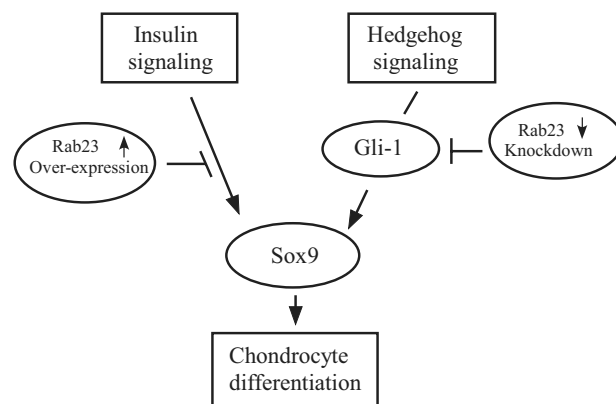 Insulin
signaling
Hedgehog
signaling
Rab23
Over-expression
Gli-1
Rab23
Knockdown
Sox9
Chondrocyte
differentiation